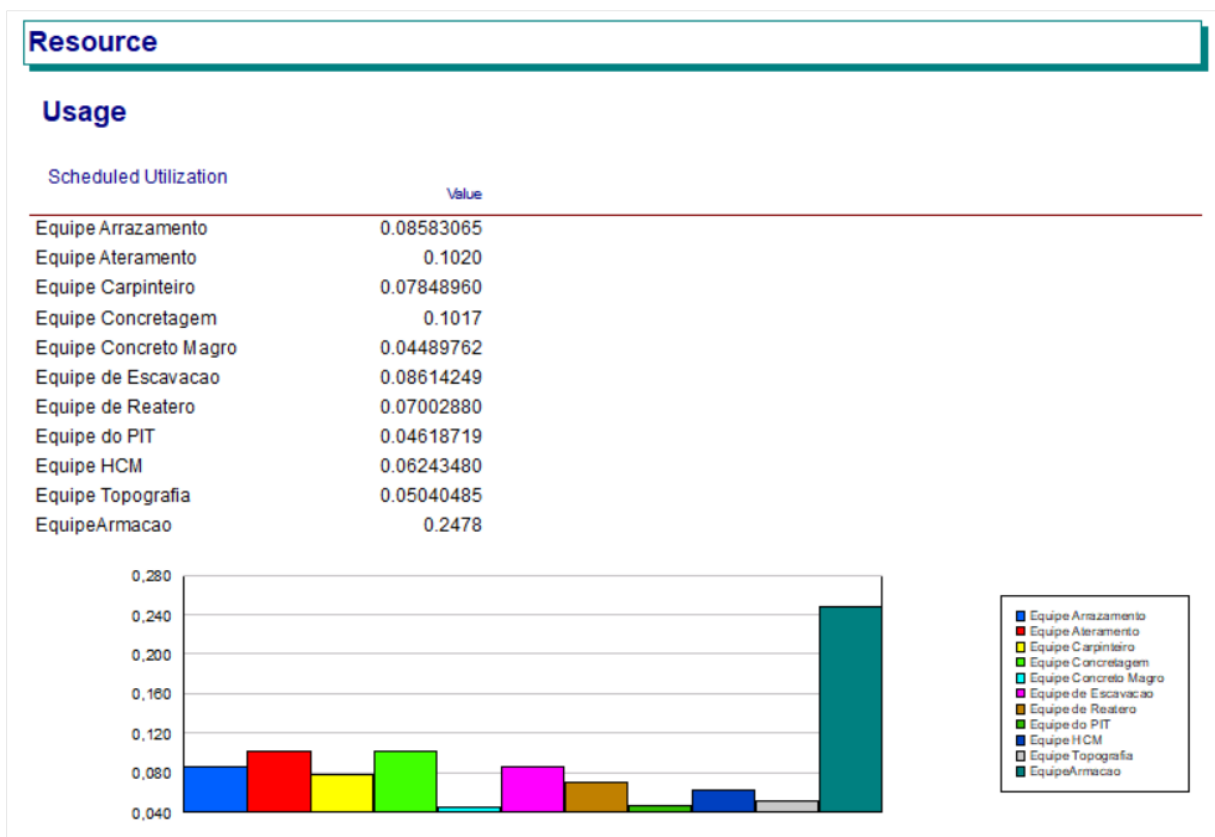 Resource
Usage
Scheduled Utilization
Value
Equipe Arrazamento 0.08583065
Equipe Ateramento 0.1020
Equipe Carpinteiro 0.07848960
Equipe Concretagem 0.1017
Equipe Concreto Magro 0.04489762
Equipe de Escavacao 0.08614249
Equipe de Reatero 0.07002880
Equipe do PIT 0.04618719
Equipe HCM 0.06243480
Equipe Topografia 0.05040485
EquipeArmacao 0.2478
0,280
0,240
0,200
0,160
0,120
0,080
0,040
Equipe Arrazamento
Equipe Ateramento
Equipe Carpinteiro
Equipe Concretagem
Equipe Concreto Magro
Equipe de Escavacao
Equipe de Reatero
Equipe do PIT
Equipe HCM
Equipe Topografia
EquipeArmacao